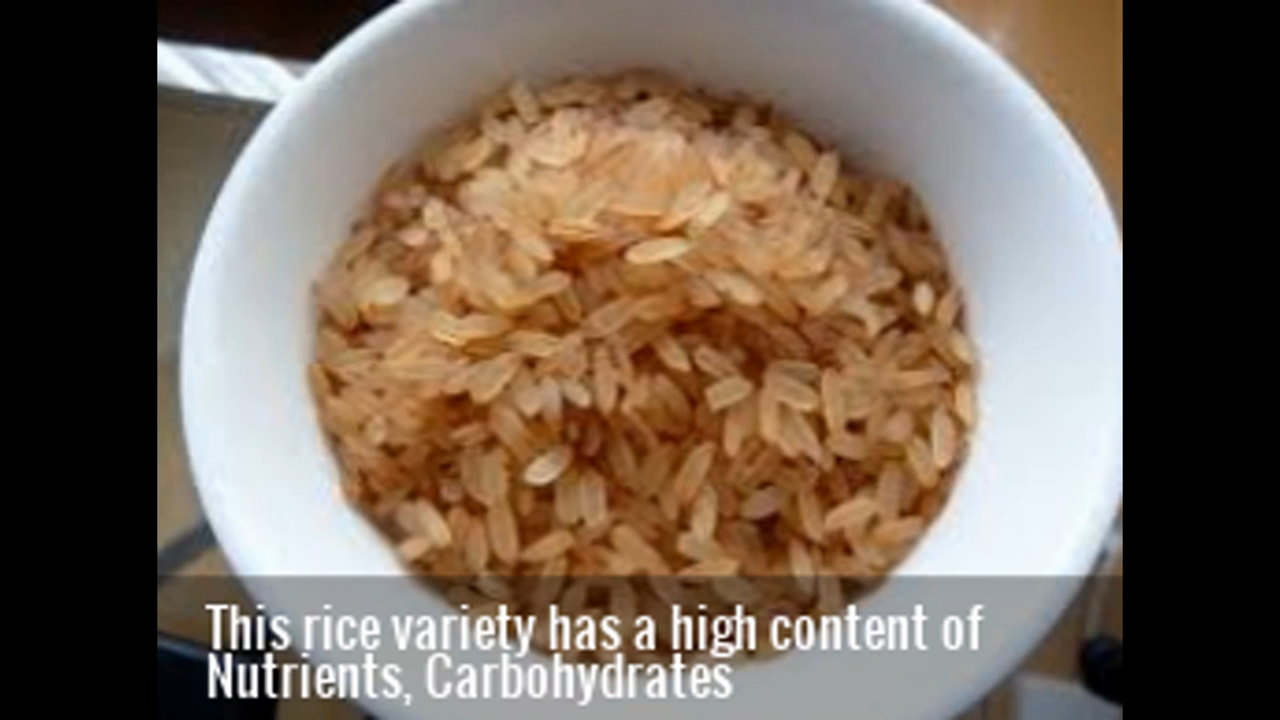 This rice variety has a high content of
Nutrients, Carbohydrates